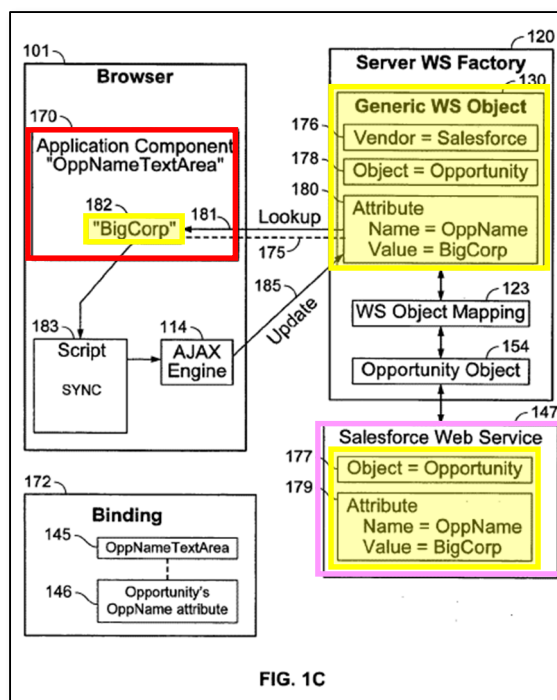 101
Browser
170
Application Component
"OppNameTextArea"
182
"BigCorp"
181
Lookup
175
185
Update
183
Script
SYNC
114
AJAX
Engine
120
Server WS Factory
130
Generic WS Object
176
Vendor = Salesforce
178
Object = Opportunity
180
Attribute
Name = OppName
Value = BigCorp
123
WS Object Mapping
154
Opportunity Object
147
Salesforce Web Service
177
Object = Opportunity
179
Attribute
Name = OppName
Value = BigCorp
172
Binding
145
OppNameTextArea
146
Opportunity's
OppName attribute
FIG. 1C